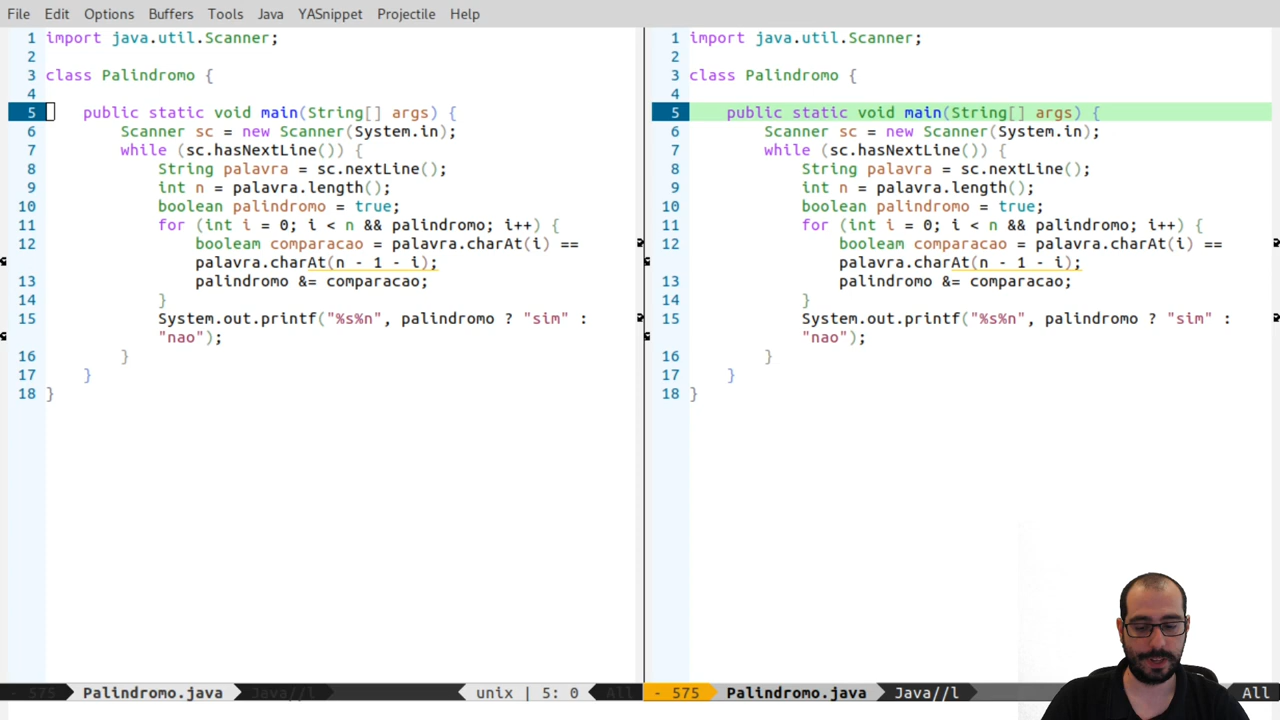 File Edit Options Buffers Tools Java YASnippet Projectile Help
1 import java.util.Scanner;
2
3 class Palindromo {
4
5 public static void main(String[] args) {
6 Scanner sc = new Scanner(System.in);
7 while (sc.hasNextLine()) {
8 String palavra = sc.nextLine();
9 int n = palavra.length();
10 boolean palindromo = true;
11 for (int i = 0; i < n && palindromo; i++) {
12 booleam comparacao = palavra.charAt(i) ==
palavra.charAt(n - 1 - i);
13 palindromo &= comparacao;
14 }
15 System.out.printf("%s%n", palindromo ? "sim" :
"nao");
16 }
17 }
18 }
- 575 Palindromo.java Java//l unix | 5: 0 All
1 import java.util.Scanner;
2
3 class Palindromo {
4
5 public static void main(String[] args) {
6 Scanner sc = new Scanner(System.in);
7 while (sc.hasNextLine()) {
8 String palavra = sc.nextLine();
9 int n = palavra.length();
10 boolean palindromo = true;
11 for (int i = 0; i < n && palindromo; i++) {
12 booleam comparacao = palavra.charAt(i) ==
palavra.charAt(n - 1 - i);
13 palindromo &= comparacao;
14 }
15 System.out.printf("%s%n", palindromo ? "sim" :
"nao");
16 }
17 }
18 }
- 575 Palindromo.java Java//l All